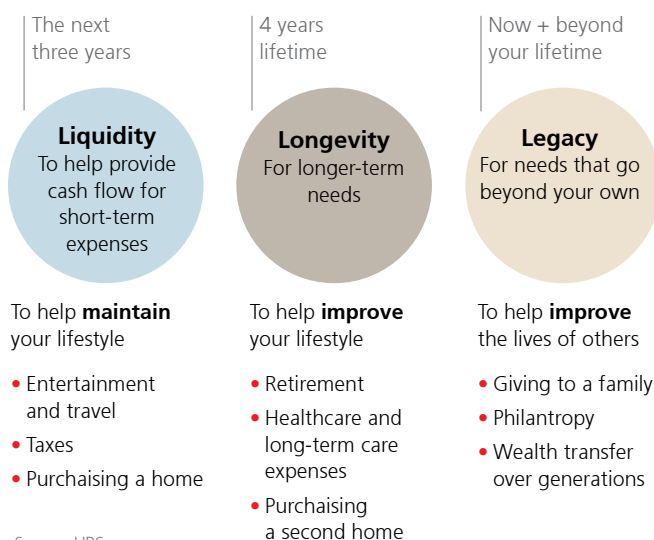 The next
three years
Liquidity
To help provide
cash flow for
short-term
expenses
To help maintain
your lifestyle
• Entertainment
and travel
• Taxes
• Purchaising a home
4 years
lifetime
Longevity
For longer-term
needs
To help improve
your lifestyle
• Retirement
• Healthcare and
long-term care
expenses
• Purchaising
a second home
Now + beyond
your lifetime
Legacy
For needs that go
beyond your own
To help improve
the lives of others
• Giving to a family
• Philantropy
• Wealth transfer
over generations